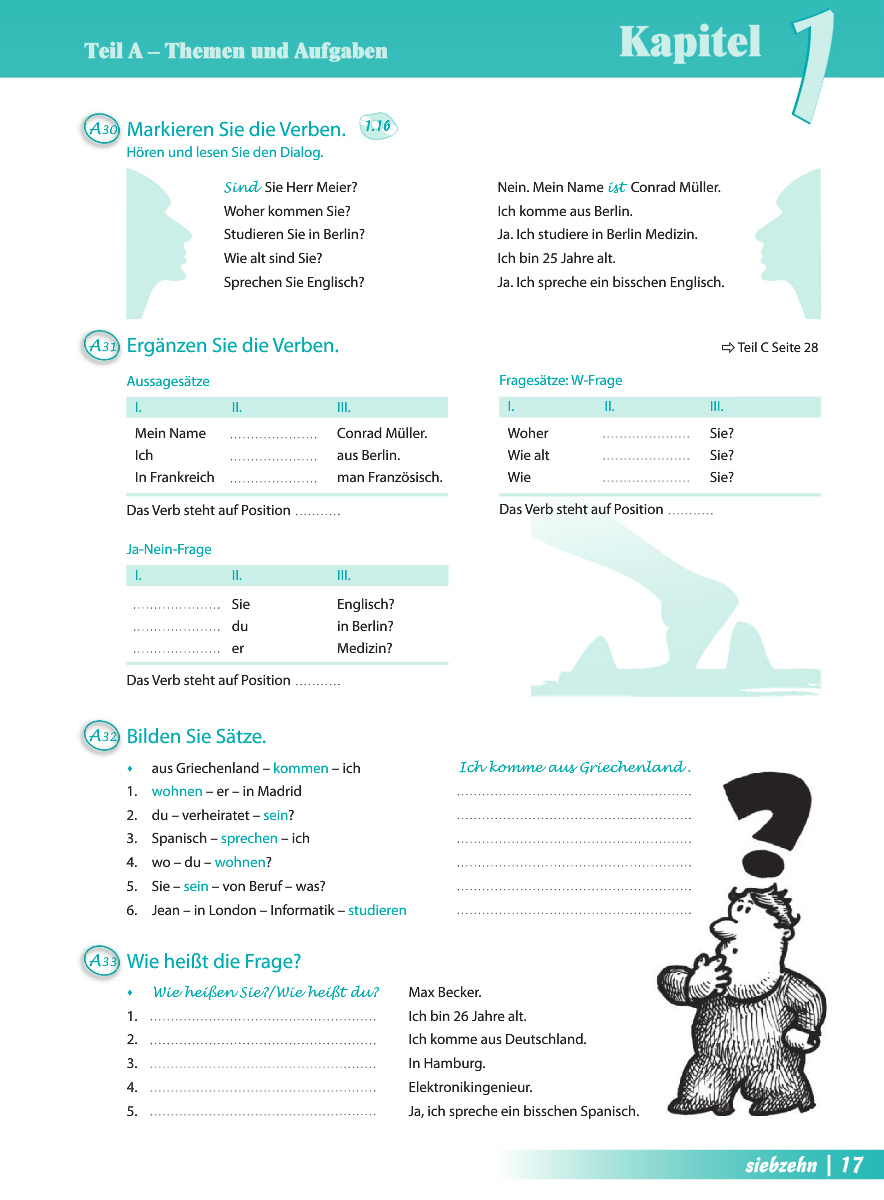 Teil A – Themen und Aufgaben
Kapitel 1
A30 Markieren Sie die Verben. 1.16
Hören und lesen Sie den Dialog.
Sind Sie Herr Meier?
Nein. Mein Name ist Conrad Müller.
Woher kommen Sie?
Ich komme aus Berlin.
Studieren Sie in Berlin?
Ja. Ich studiere in Berlin Medizin.
Wie alt sind Sie?
Ich bin 25 Jahre alt.
Sprechen Sie Englisch?
Ja. Ich spreche ein bisschen Englisch.
A31 Ergänzen Sie die Verben.
⇨ Teil C Seite 28
Aussagesätze
I. II. III.
Mein Name ..................... Conrad Müller.
Ich ..................... aus Berlin.
In Frankreich ..................... man Französisch.
Das Verb steht auf Position ...........
Fragesätze: W-Frage
I. II. III.
Woher ..................... Sie?
Wie alt ..................... Sie?
Wie ..................... Sie?
Das Verb steht auf Position ...........
Ja-Nein-Frage
I. II. III.
..................... Sie Englisch?
..................... du in Berlin?
..................... er Medizin?
Das Verb steht auf Position ...........
A32 Bilden Sie Sätze.
♦ aus Griechenland – kommen – ich Ich komme aus Griechenland.
1. wohnen – er – in Madrid ........................................................
2. du – verheiratet – sein? ........................................................
3. Spanisch – sprechen – ich ........................................................
4. wo – du – wohnen? ........................................................
5. Sie – sein – von Beruf – was? ........................................................
6. Jean – in London – Informatik – studieren ........................................................
A33 Wie heißt die Frage?
♦ Wie heißen Sie?/Wie heißt du? Max Becker.
1. ...................................................... Ich bin 26 Jahre alt.
2. ...................................................... Ich komme aus Deutschland.
3. ...................................................... In Hamburg.
4. ...................................................... Elektronikingenieur.
5. ...................................................... Ja, ich spreche ein bisschen Spanisch.
siebzehn | 17